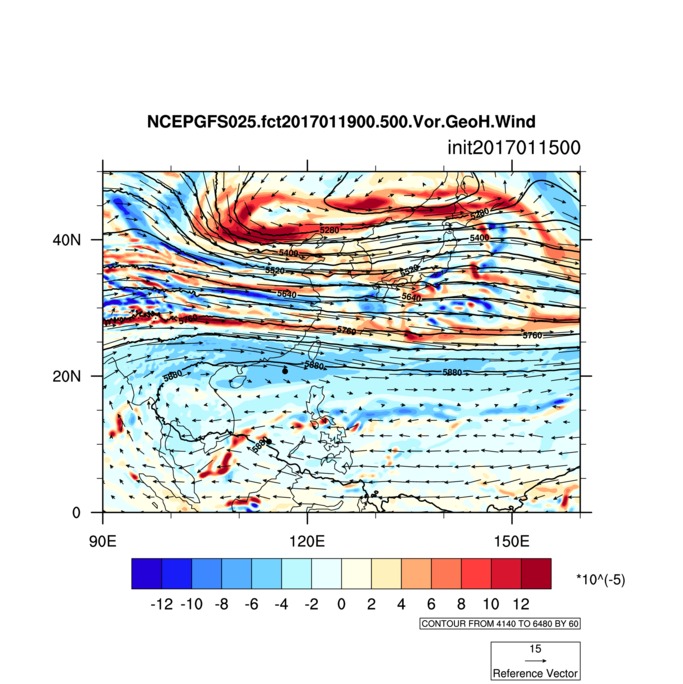 NCEPGFS025.fct2017011900.500.Vor.GeoH.Wind
init2017011500
40N
20N
0
90E 120E 150E
5280
5280
5400
5400
5520
5520
5640
5640
5760
5760
5880
5880
5880
-12 -10 -8 -6 -4 -2 0 2 4 6 8 10 12
*10^(-5)
CONTOUR FROM 4140 TO 6480 BY 60
15
Reference Vector